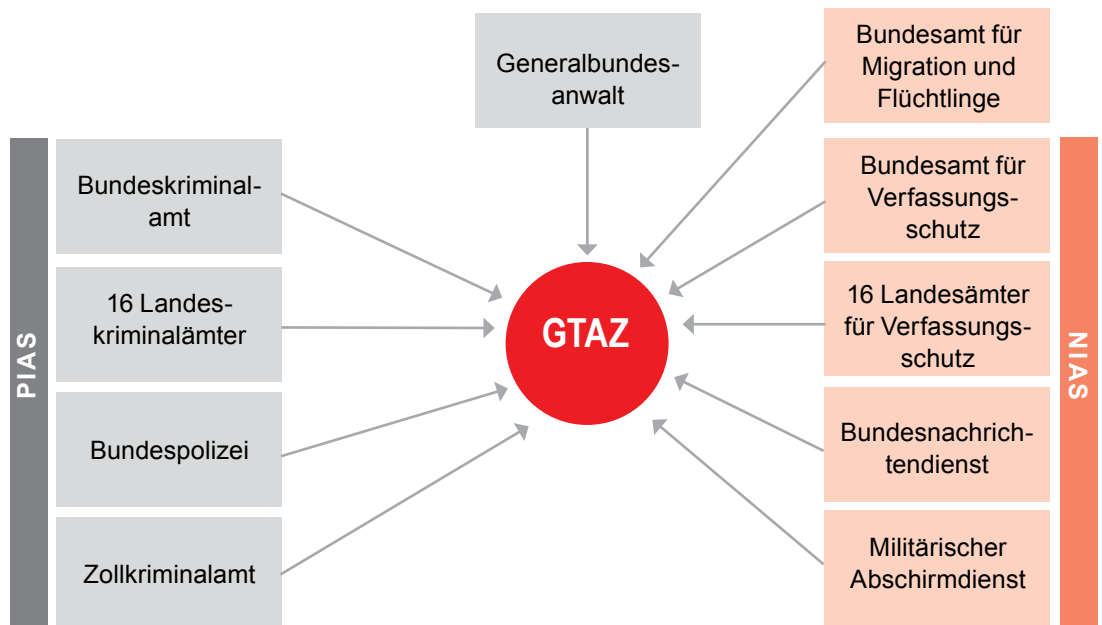 Generalbundes-
anwalt
Bundesamt für
Migration und
Flüchtlinge
PIAS
Bundeskriminal-
amt
16 Landes-
kriminalämter
Bundespolizei
Zollkriminalamt
GTAZ
Bundesamt für
Verfassungs-
schutz
16 Landesämter
für Verfassungs-
schutz
Bundesnachrich-
tendienst
Militärischer
Abschirmdienst
NIAS